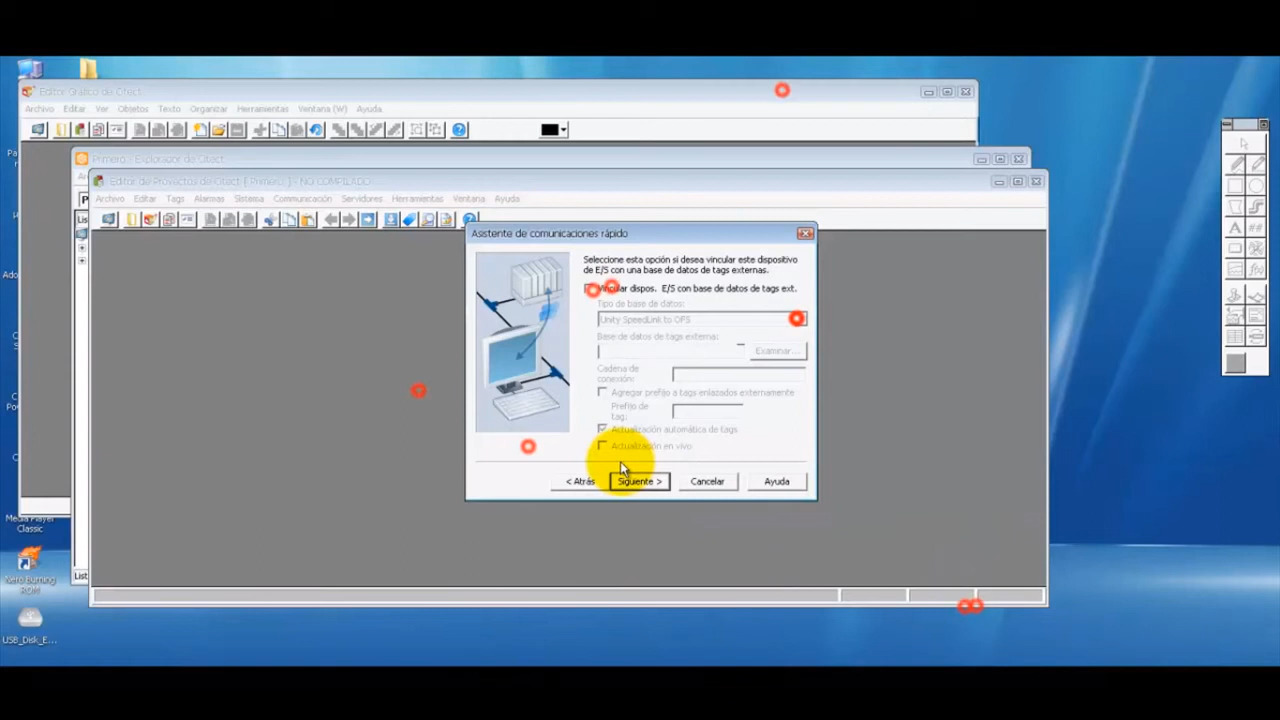 Editor Gráfico de Citect
Archivo Editar Ver Objetos Texto Organizar Herramientas Ventana (W) Ayuda
Primero - Explorador de Citect
Editor de Proyectos de Citect [ Primero ] - NO COMPILADO
Archivo Editar Tags Alarmas Sistema Comunicación Servidores Herramientas Ventana Ayuda
Asistente de comunicaciones rápido
Seleccione esta opción si desea vincular este dispositivo
de E/S con una base de datos de tags externas.
Vincular dispos. E/S con base de datos de tags ext.
Tipo de base de datos:
Unity SpeedLink to OFS
Base de datos de tags externa:
Examinar...
Cadena de
conexión:
Agregar prefijo a tags enlazados externamente
Prefijo de
tag:
Actualización automática de tags
Actualización en vivo
< Atrás Siguiente > Cancelar Ayuda
Media Player
Classic
Nero Burning
ROM
USB_Disk_E...
List